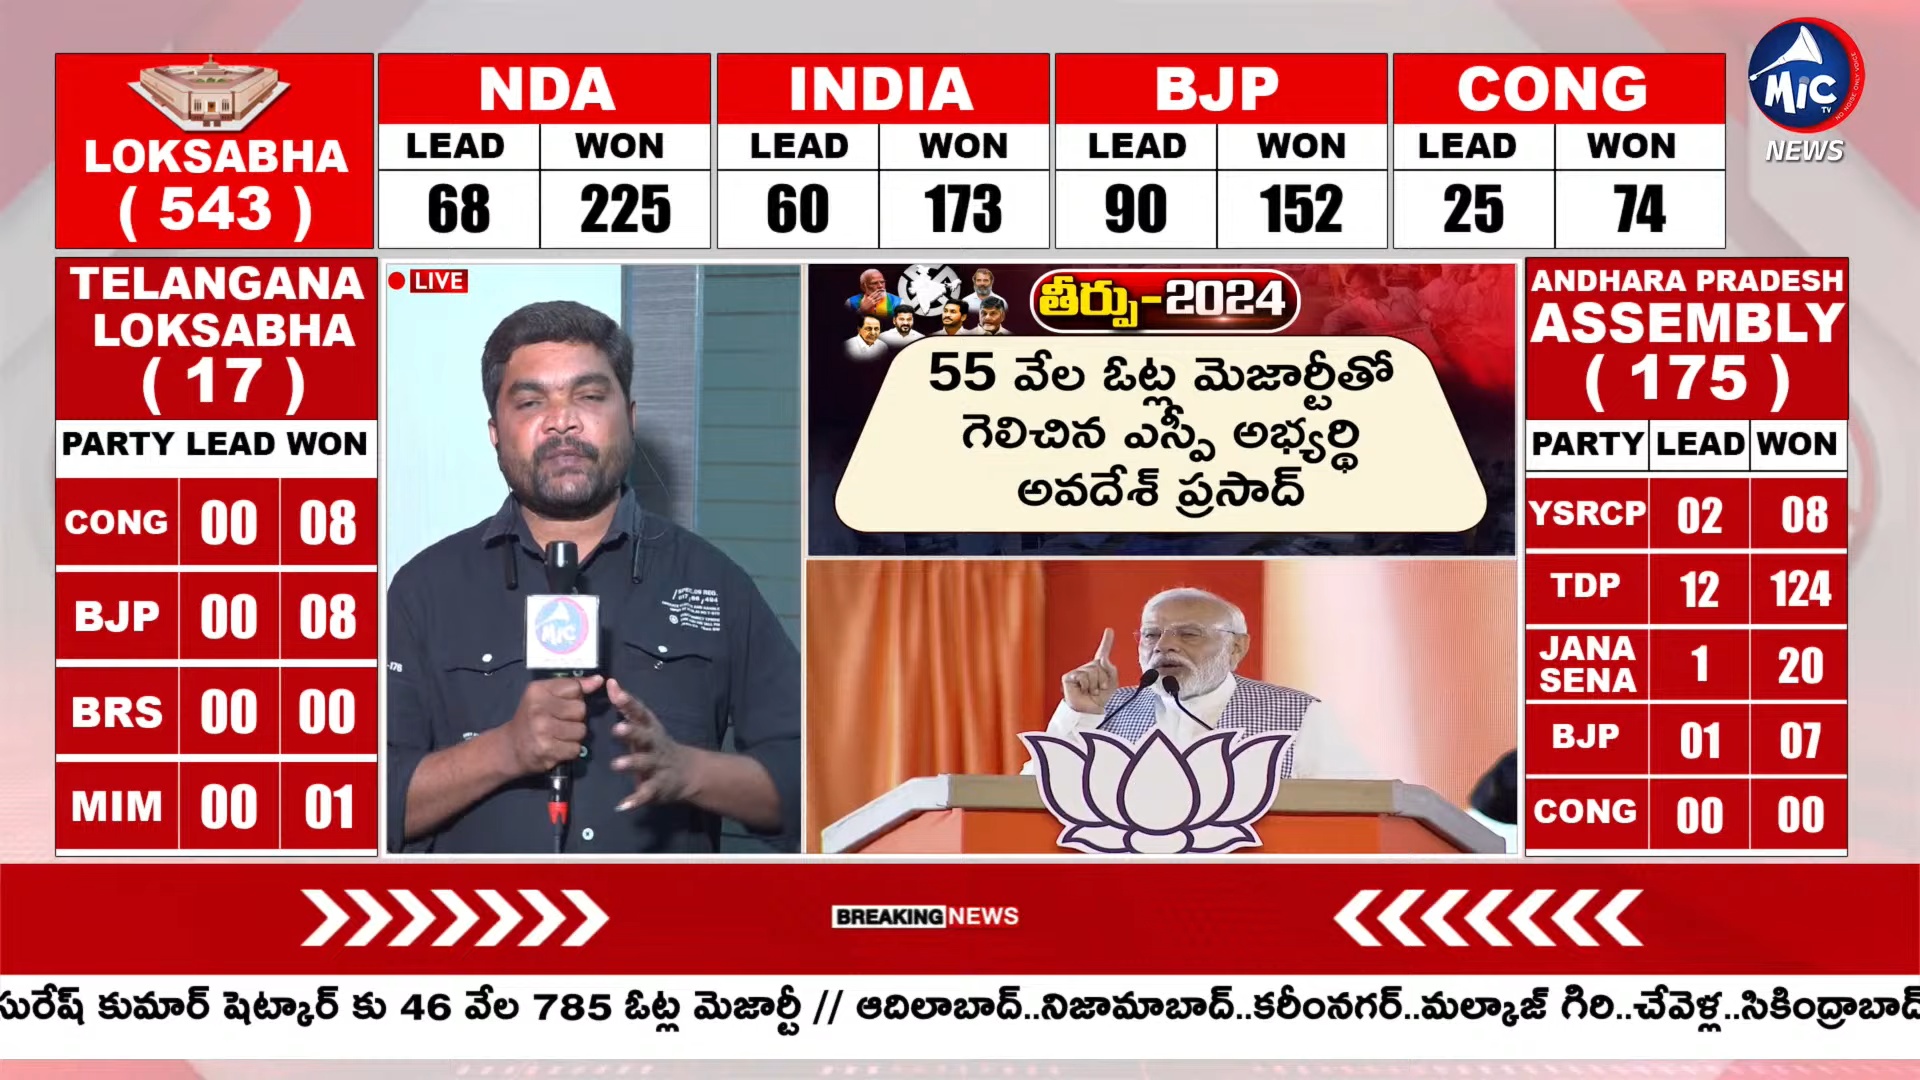 LOKSABHA
( 543 )
NDA
LEAD WON
68 225
INDIA
LEAD WON
60 173
BJP
LEAD WON
90 152
CONG
LEAD WON
25 74
MiC
TV
NEWS
TELANGANA
LOKSABHA
( 17 )
PARTY LEAD WON
CONG 00 08
BJP 00 08
BRS 00 00
MIM 00 01
LIVE
MiC
తీర్పు-2024
55 వేల ఓట్ల మెజార్టీతో
గెలిచిన ఎస్పీ అభ్యర్థి
అవదేశ్ ప్రసాద్
ANDHARA PRADESH
ASSEMBLY
( 175 )
PARTY LEAD WON
YSRCP 02 08
TDP 12 124
JANA
SENA 1 20
BJP 01 07
CONG 00 00
BREAKING NEWS
సురేష్ కుమార్ షెట్కార్ కు 46 వేల 785 ఓట్ల మెజార్టీ // ఆదిలాబాద్..నిజామాబాద్..కరీంనగర్..మల్కాజ్ గిరి..చేవెళ్ల..సికింద్రాబాద్